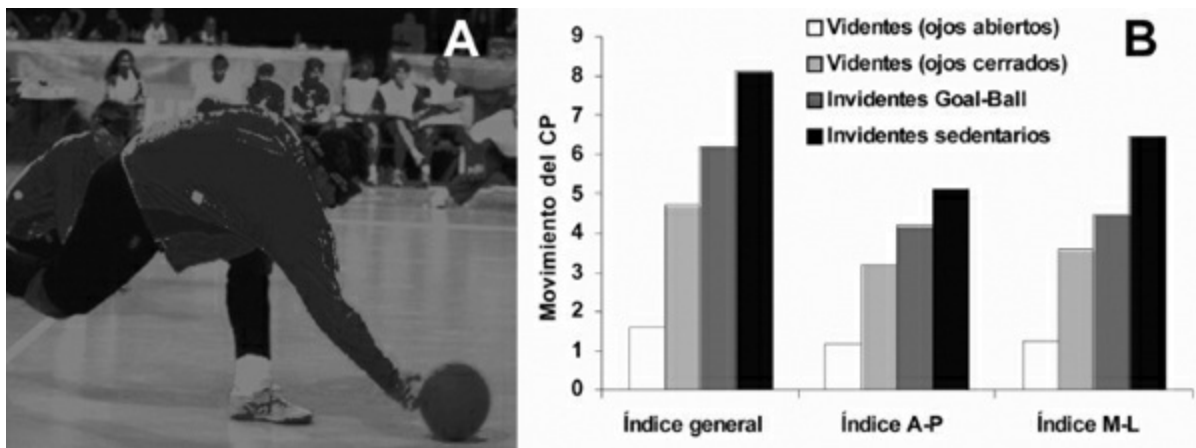 A
B
Videntes (ojos abiertos)
Videntes (ojos cerrados)
Invidentes Goal-Ball
Invidentes sedentarios
Movimiento del CP
9
8
7
6
5
4
3
2
1
0
Índice general
Índice A-P
Índice M-L